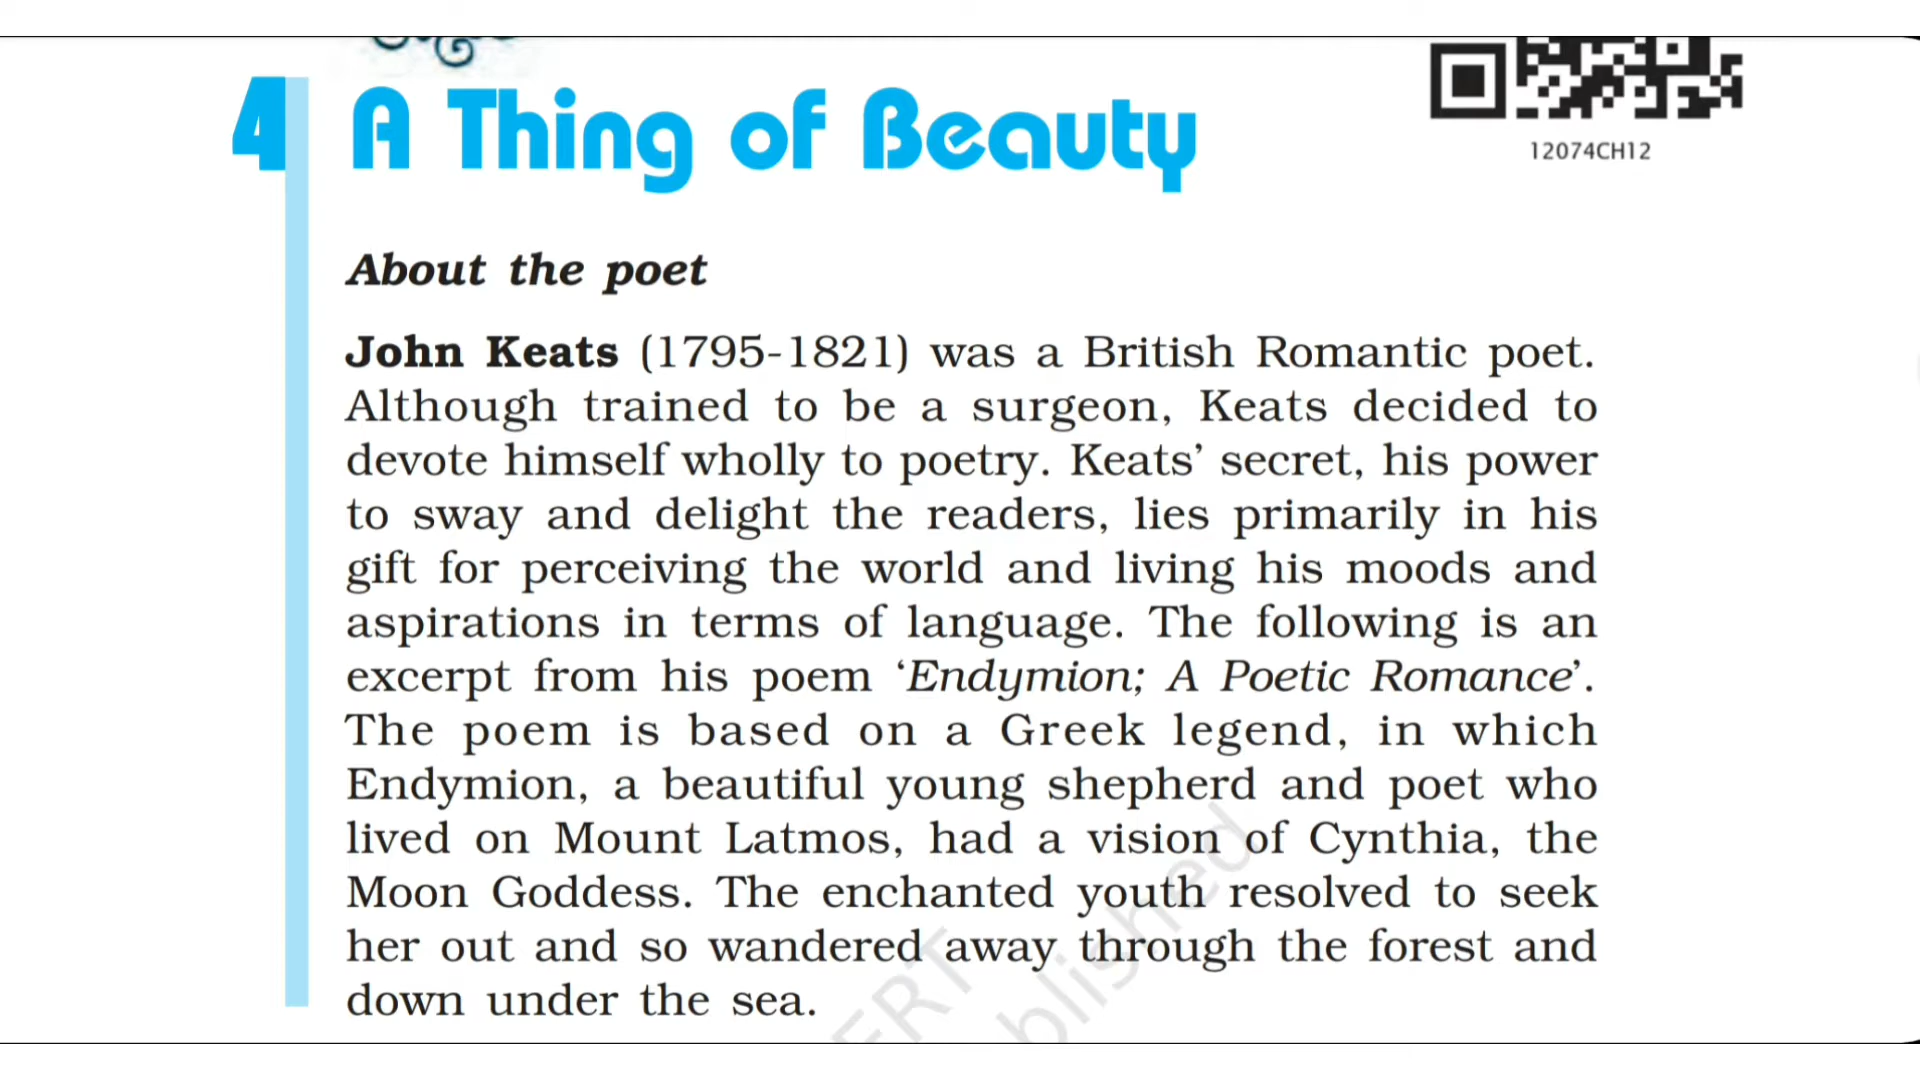 4 A Thing of Beauty
12074CH12
About the poet
John Keats (1795-1821) was a British Romantic poet.
Although trained to be a surgeon, Keats decided to
devote himself wholly to poetry. Keats’ secret, his power
to sway and delight the readers, lies primarily in his
gift for perceiving the world and living his moods and
aspirations in terms of language. The following is an
excerpt from his poem ‘Endymion; A Poetic Romance’.
The poem is based on a Greek legend, in which
Endymion, a beautiful young shepherd and poet who
lived on Mount Latmos, had a vision of Cynthia, the
Moon Goddess. The enchanted youth resolved to seek
her out and so wandered away through the forest and
down under the sea.